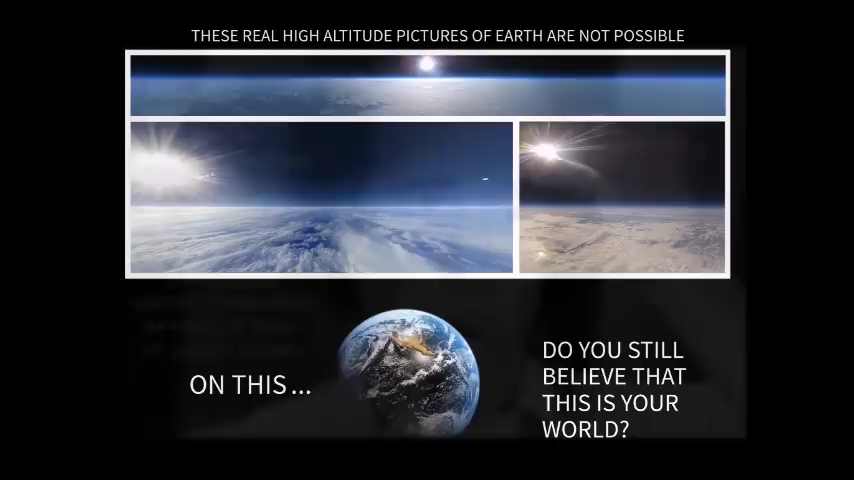 THESE REAL HIGH ALTITUDE PICTURES OF EARTH ARE NOT POSSIBLE
ON THIS...
DO YOU STILL
BELIEVE THAT
THIS IS YOUR
WORLD?